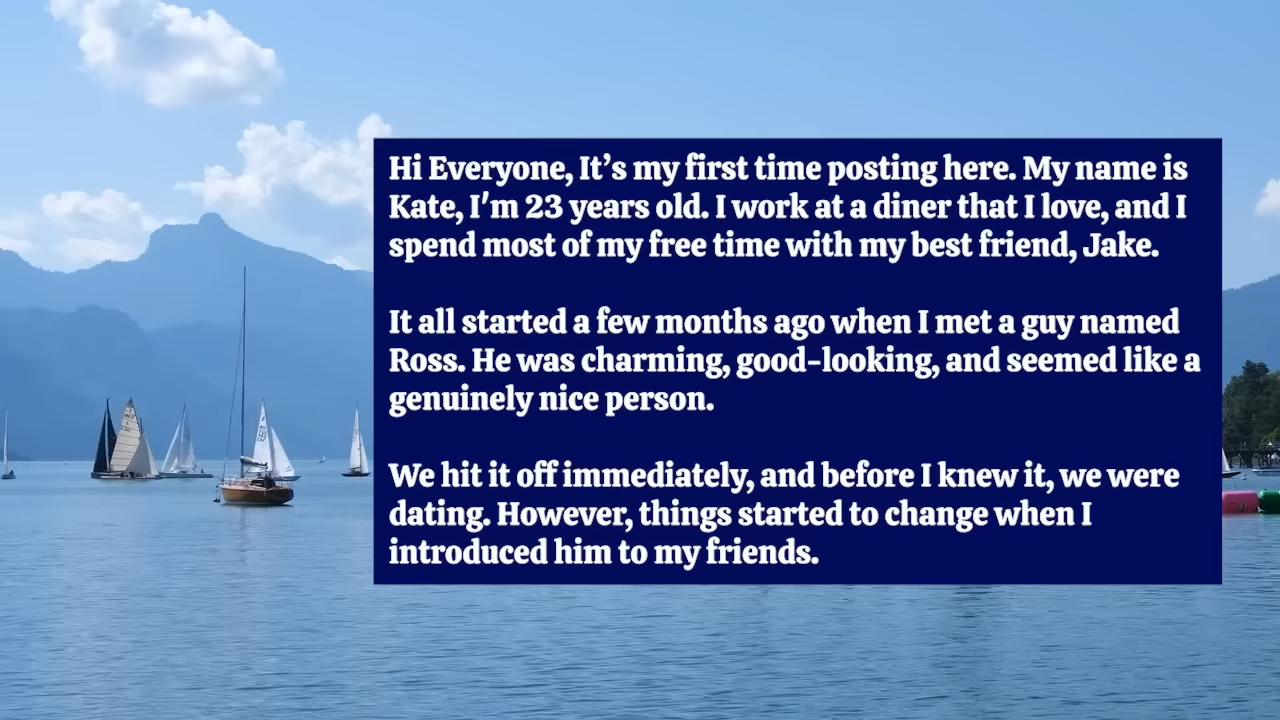 Hi Everyone, It’s my first time posting here. My name is
Kate, I'm 23 years old. I work at a diner that I love, and I
spend most of my free time with my best friend, Jake.
It all started a few months ago when I met a guy named
Ross. He was charming, good-looking, and seemed like a
genuinely nice person.
We hit it off immediately, and before I knew it, we were
dating. However, things started to change when I
introduced him to my friends.